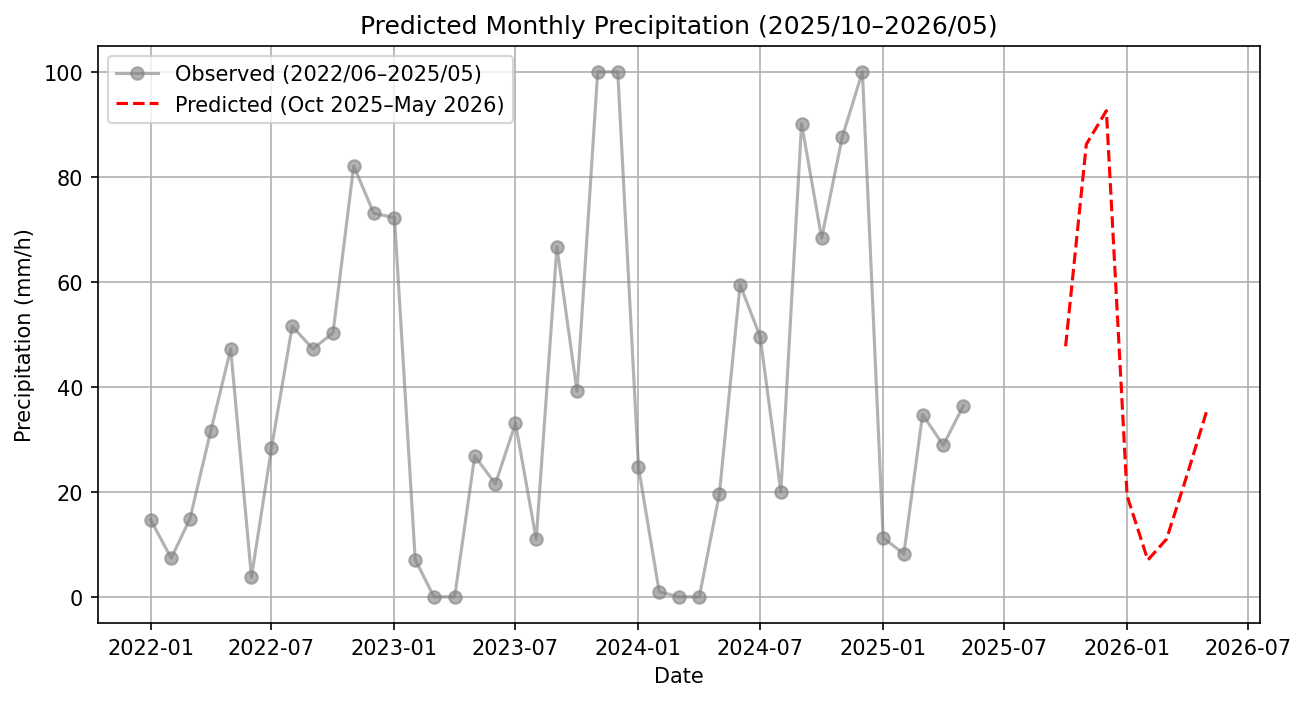 Predicted Monthly Precipitation (2025/10–2026/05)
Observed (2022/06–2025/05)
Predicted (Oct 2025–May 2026)
Precipitation (mm/h)
100
80
60
40
20
0
2022-01 2022-07 2023-01 2023-07 2024-01 2024-07 2025-01 2025-07 2026-01 2026-07
Date